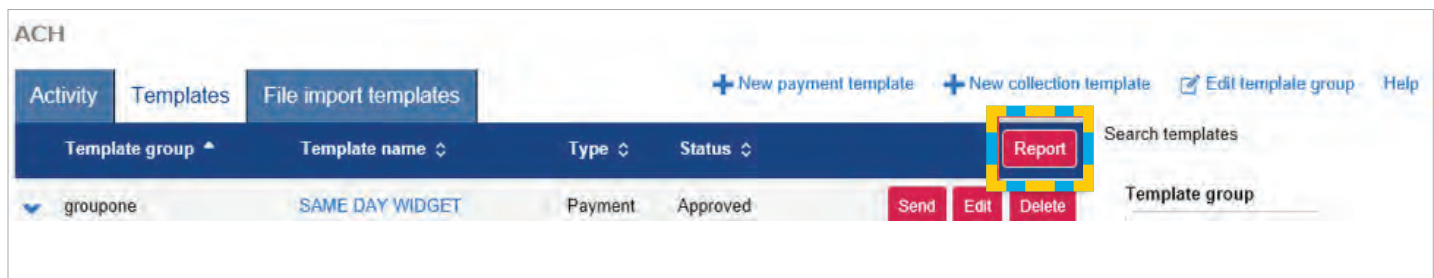 ACH
Activity Templates File import templates
New payment template New collection template Edit template group Help
Template group Template name Type Status Report
Search templates
groupone SAME DAY WIDGET Payment Approved Send Edit Delete
Template group